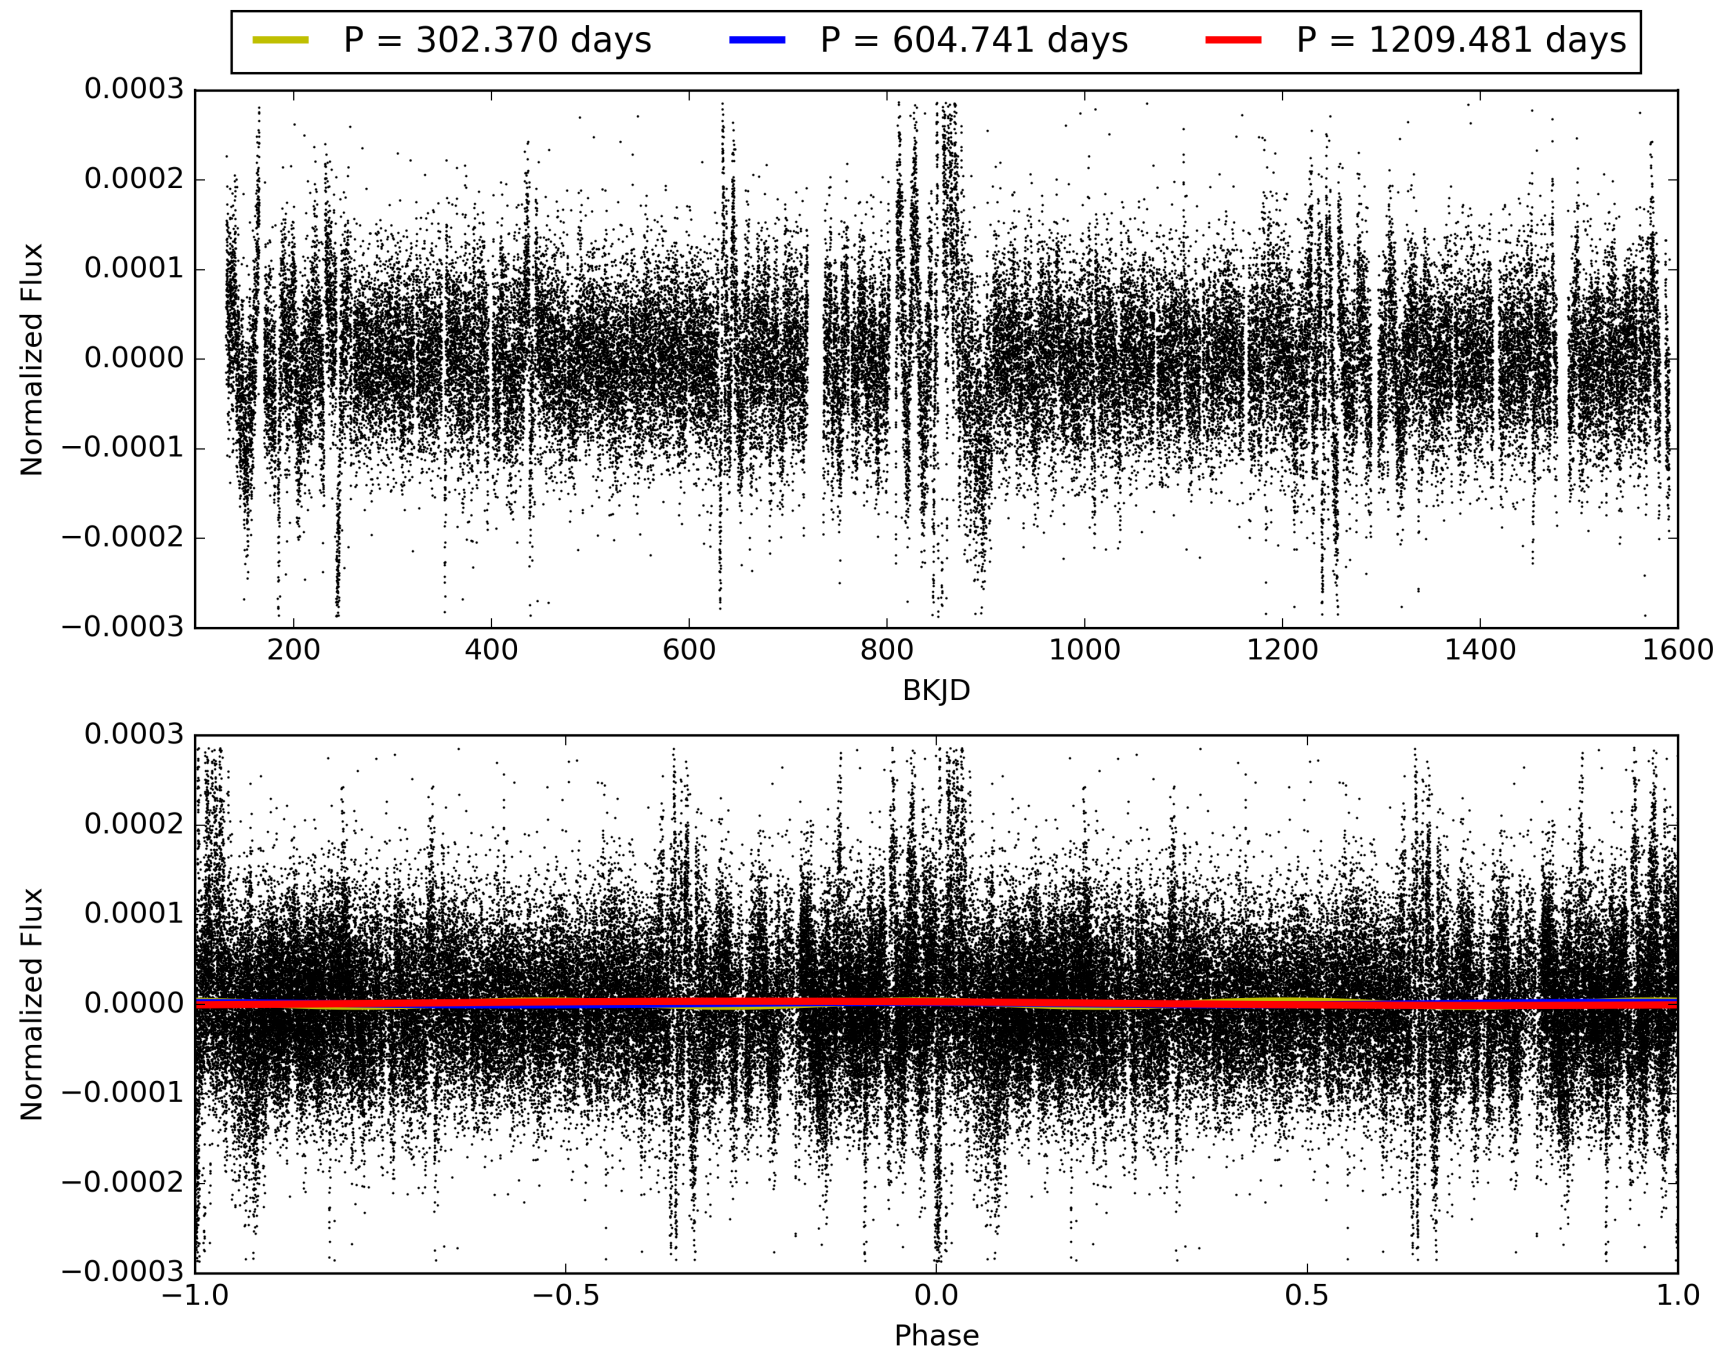 P = 302.370 days P = 604.741 days P = 1209.481 days
0.0003
0.0002
0.0001
0.0000
−0.0001
−0.0002
−0.0003
Normalized Flux
200 400 600 800 1000 1200 1400 1600
BKJD
0.0003
0.0002
0.0001
0.0000
−0.0001
−0.0002
−0.0003
Normalized Flux
−1.0 −0.5 0.0 0.5 1.0
Phase